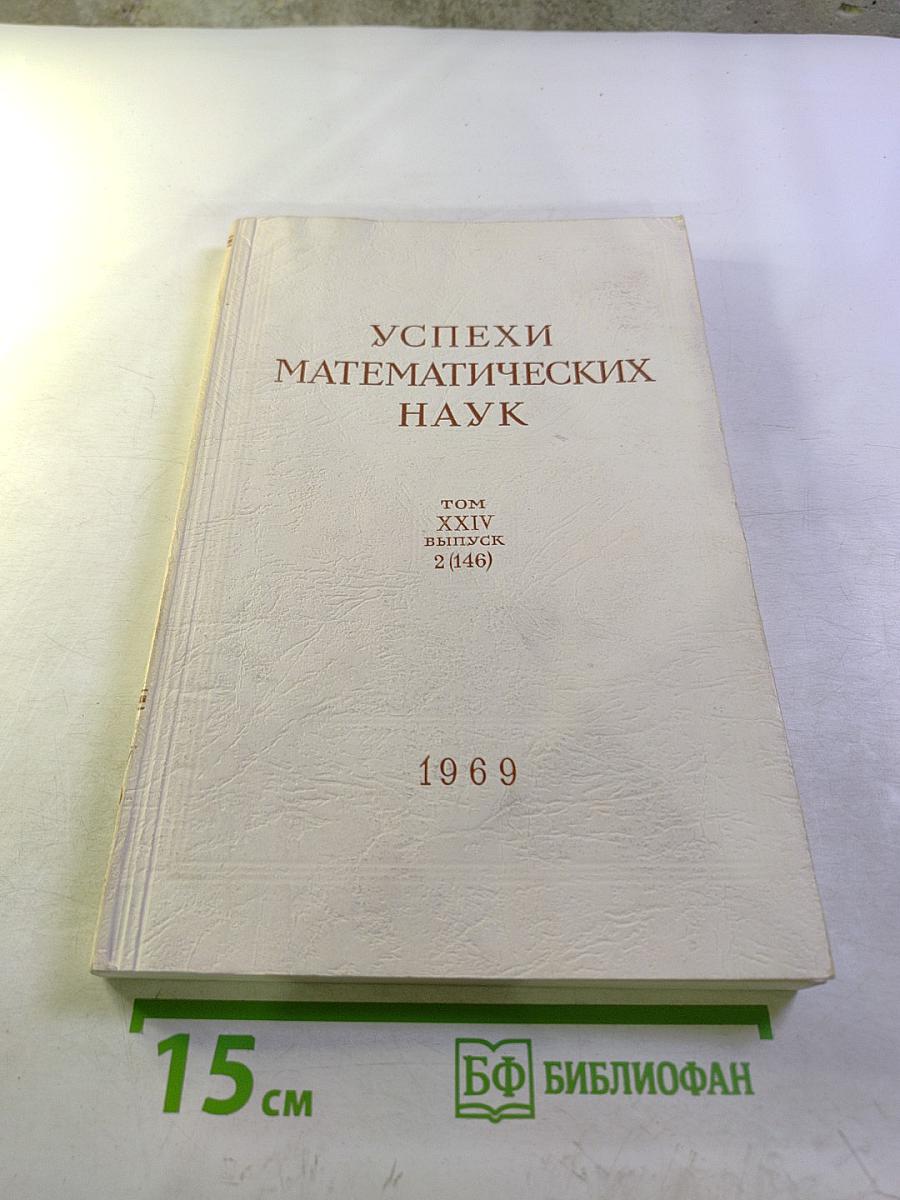 УСПЕХИ
МАТЕМАТИЧЕСКИХ
НАУК
ТОМ
XXIV
ВЫПУСК
2 (146)
1969
15 см
БФ БИБЛИОФАН